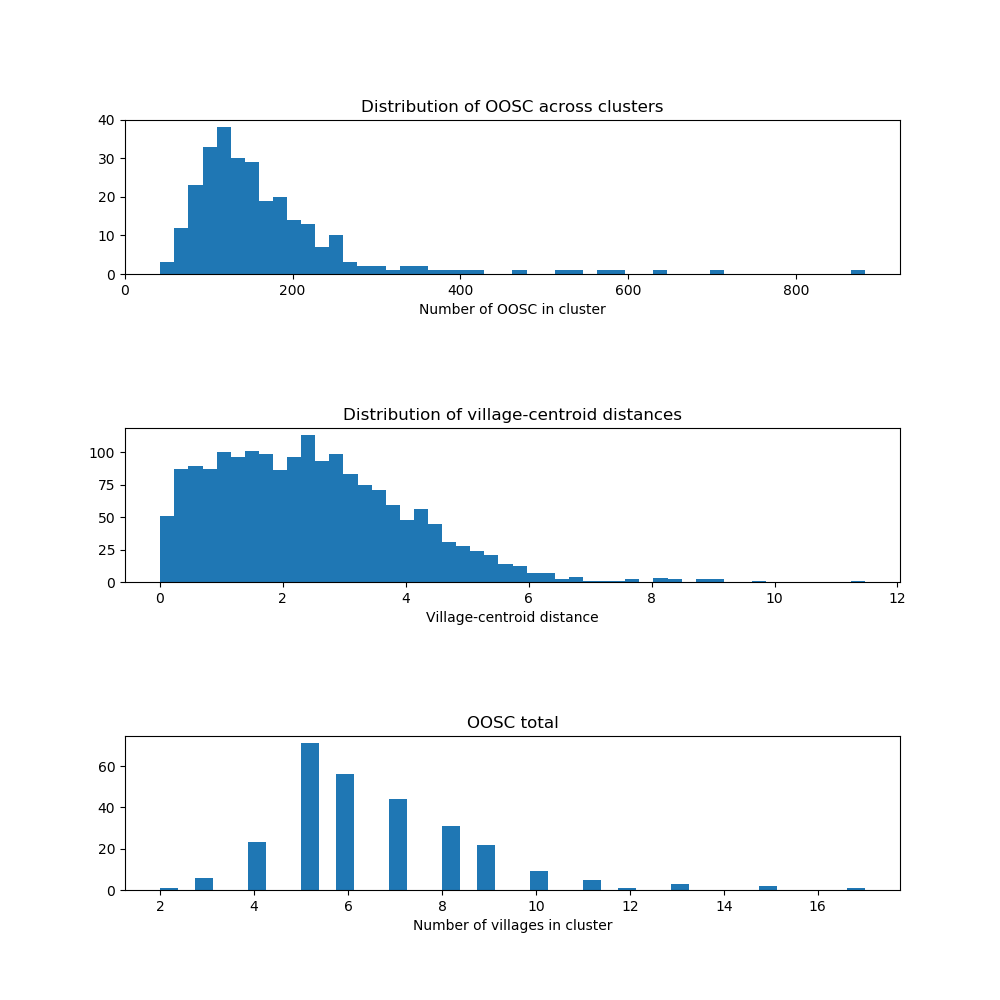 Distribution of OOSC across clusters
40
30
20
10
0
0 200 400 600 800
Number of OOSC in cluster
Distribution of village-centroid distances
100
75
50
25
0
0 2 4 6 8 10 12
Village-centroid distance
OOSC total
60
40
20
0
2 4 6 8 10 12 14 16
Number of villages in cluster